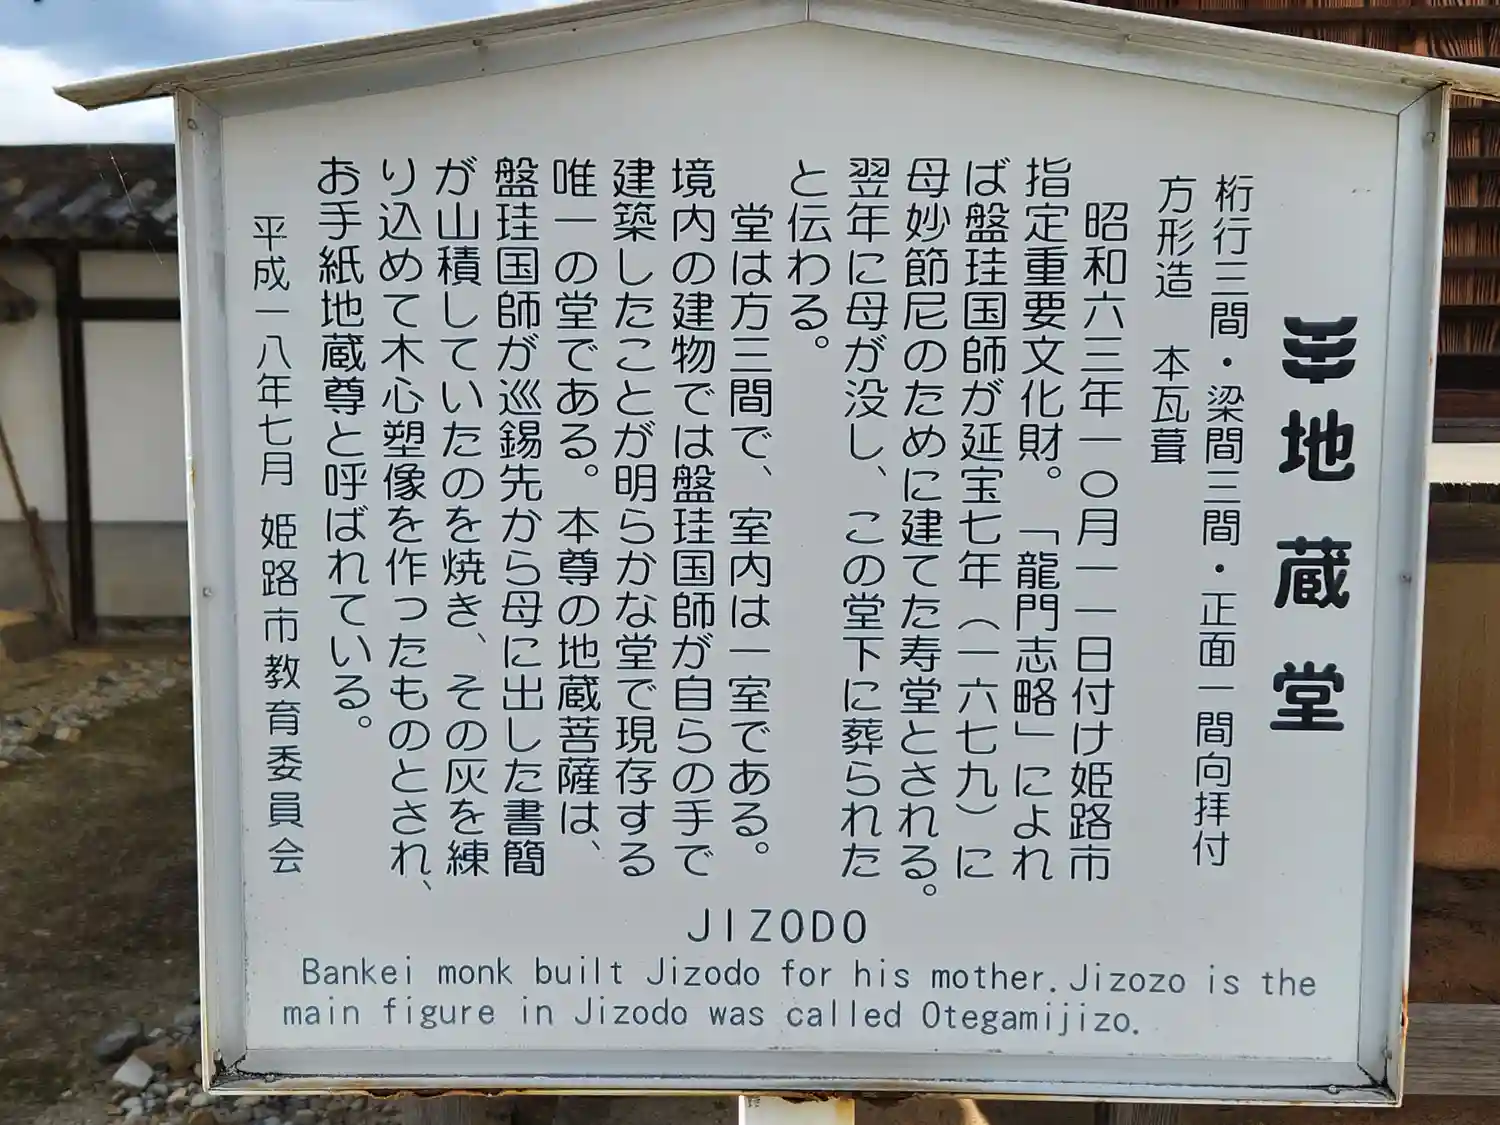 地蔵堂
桁行三間・梁間三間・正面一間向拝付
方形造　本瓦葺
昭和六三年一〇月一一日付け姫路市
指定重要文化財。「龍門志略」によれ
ば盤珪国師が延宝七年（一六七九）に
母妙節尼のために建てた寿堂とされる。
翌年に母が没し、この堂下に葬られた
と伝わる。
堂は方三間で、室内は一室である。
境内の建物では盤珪国師が自らの手で
建築したことが明らかな堂で現存する
唯一の堂である。本尊の地蔵菩薩は、
盤珪国師が巡錫先から母に出した書簡
が山積していたのを焼き、その灰を練
り込めて木心塑像を作ったものとされ、
お手紙地蔵尊と呼ばれている。
平成一八年七月 姫路市教育委員会
JIZODO
Bankei monk built Jizodo for his mother. Jizozo is the
main figure in Jizodo was called Otegamijizo.